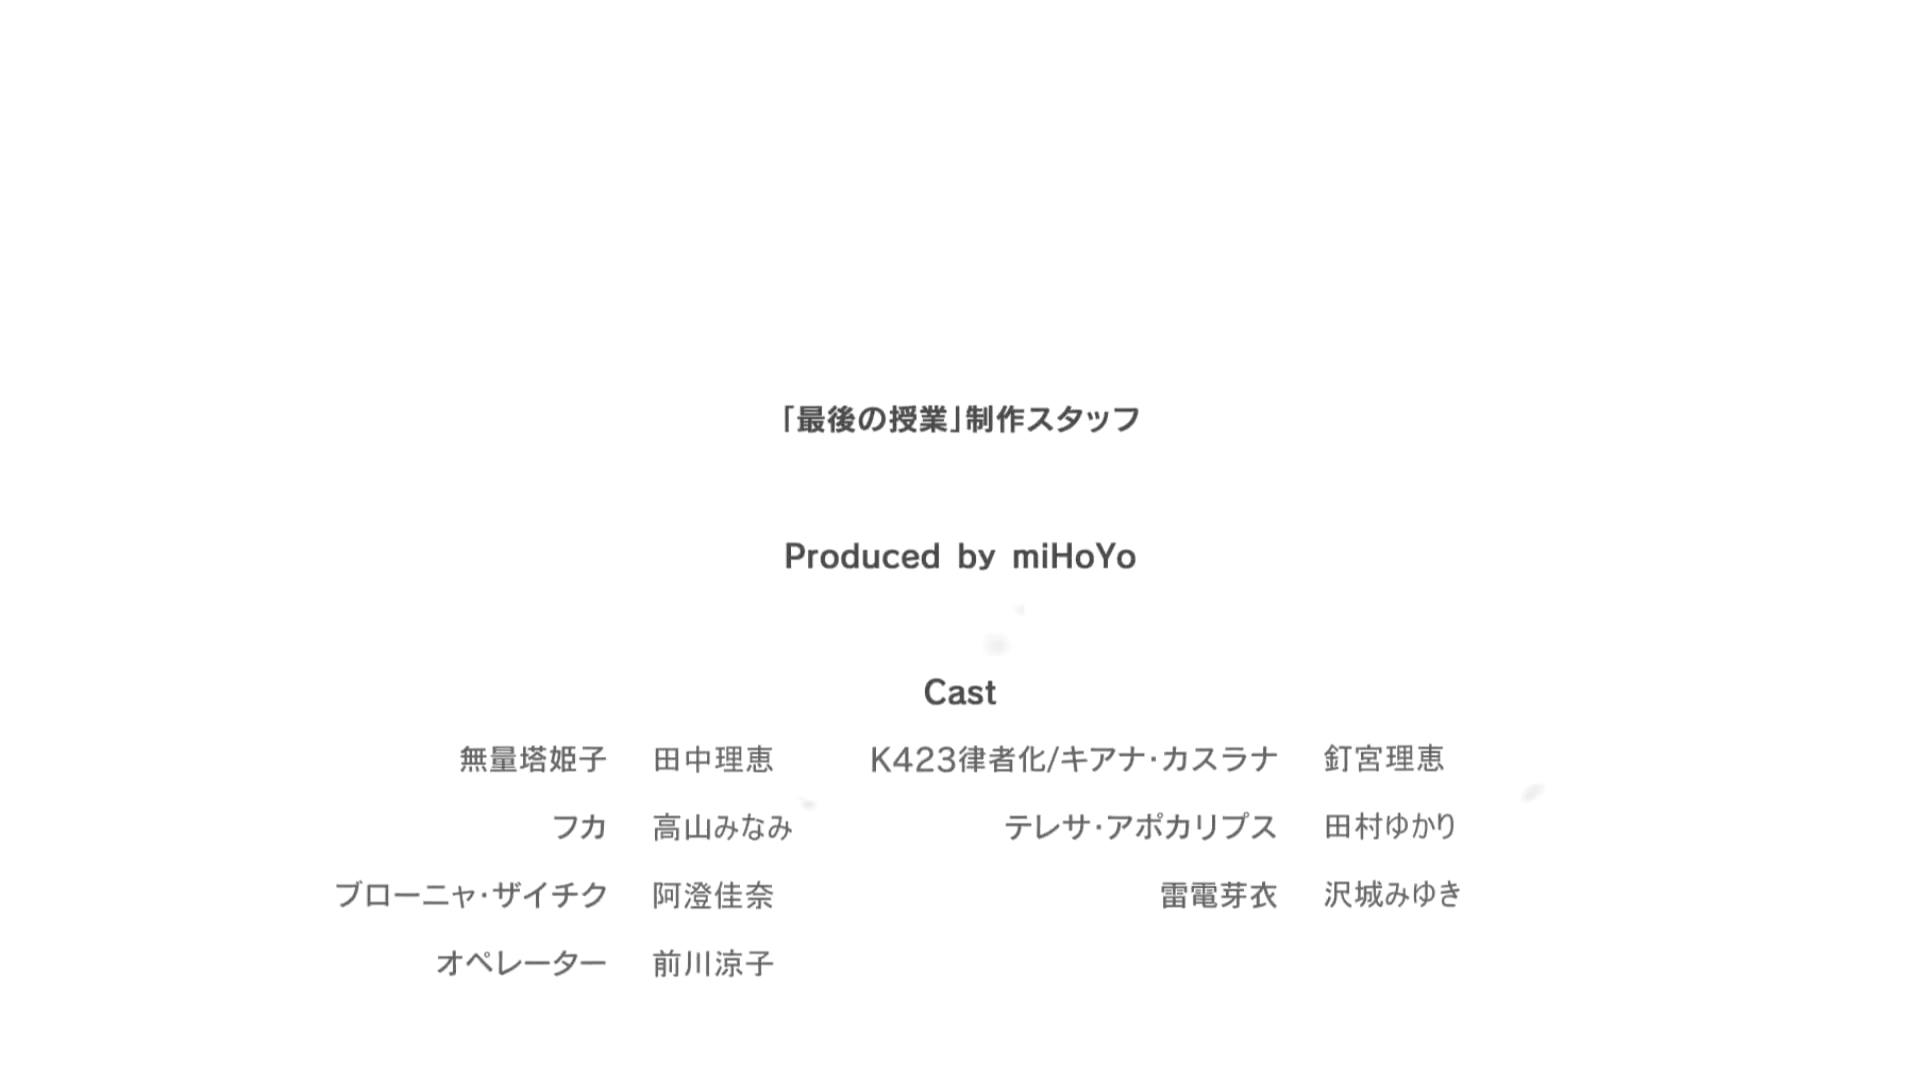 「最後の授業」制作スタッフ
Produced by miHoYo
Cast
無量塔姫子 田中理恵 K423律者化/キアナ・カスラナ 釘宮理恵
フカ 高山みなみ テレサ・アポカリプス 田村ゆかり
ブローニャ・ザイチク 阿澄佳奈 雷電芽衣 沢城みゆき
オペレーター 前川涼子